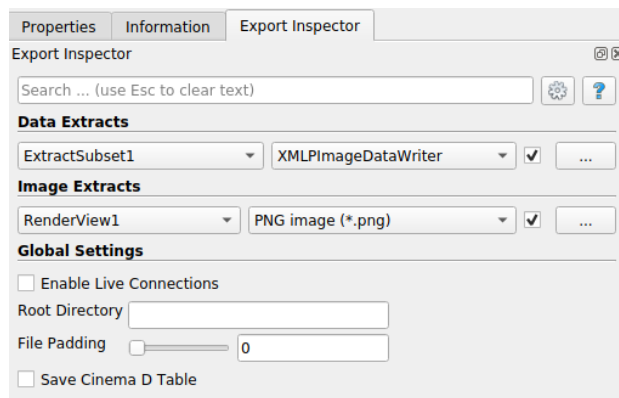 Properties Information Export Inspector
Export Inspector
Search ... (use Esc to clear text) ?
Data Extracts
ExtractSubset1 XMLPImageDataWriter ...
Image Extracts
RenderView1 PNG image (*.png) ...
Global Settings
Enable Live Connections
Root Directory
File Padding 0
Save Cinema D Table